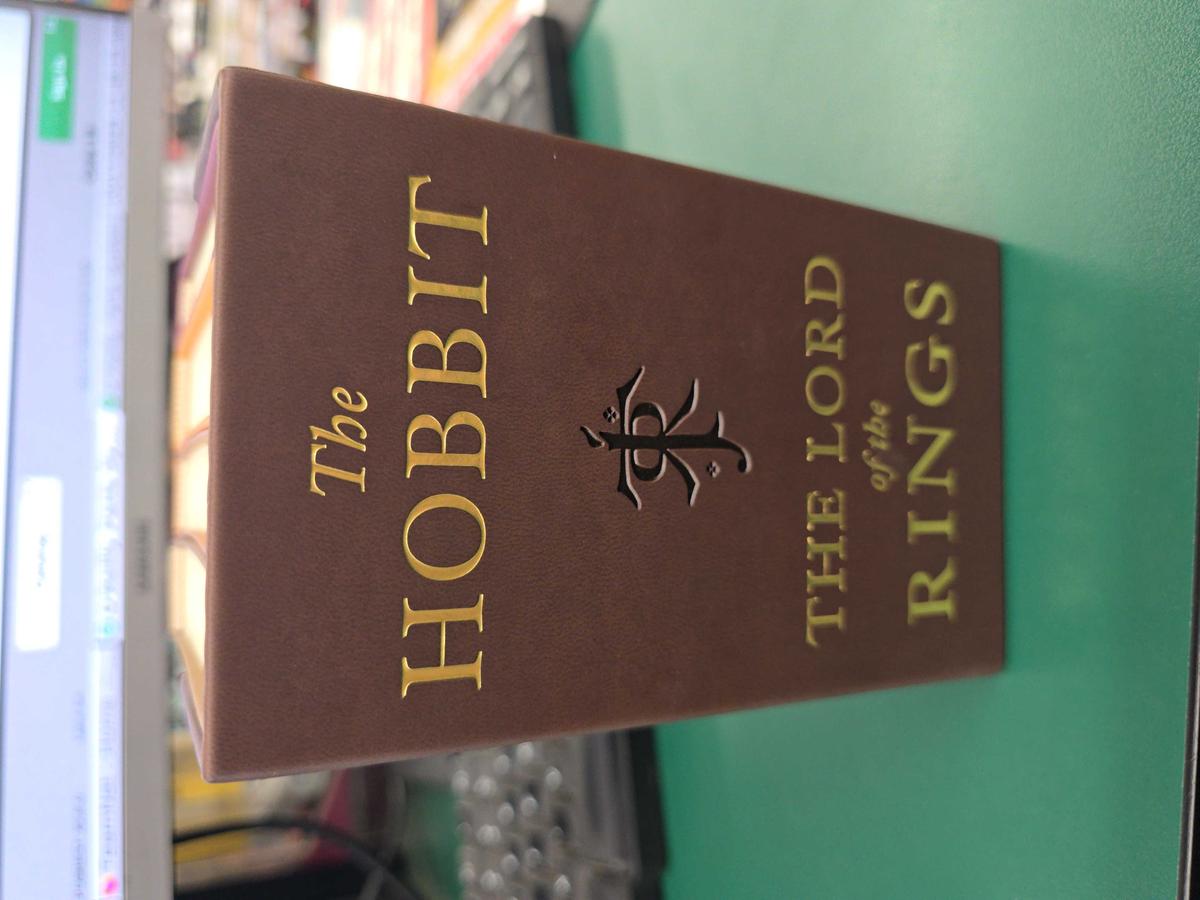 The
HOBBIT
THE LORD
of the
RINGS